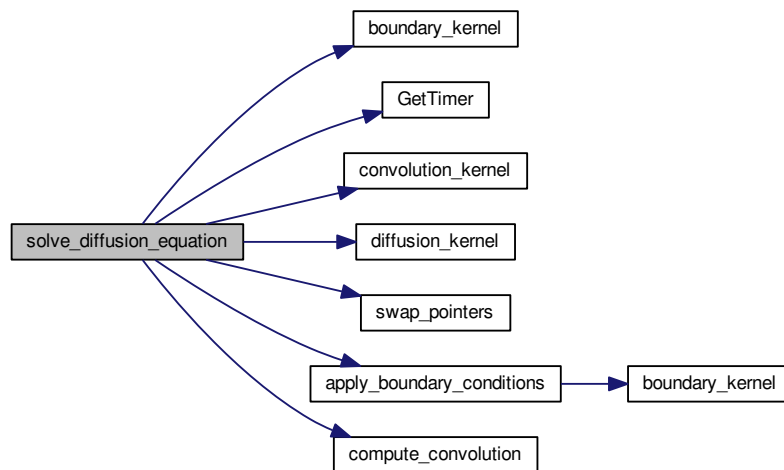 boundary_kernel
GetTimer
convolution_kernel
solve_diffusion_equation
diffusion_kernel
swap_pointers
apply_boundary_conditions
boundary_kernel
compute_convolution